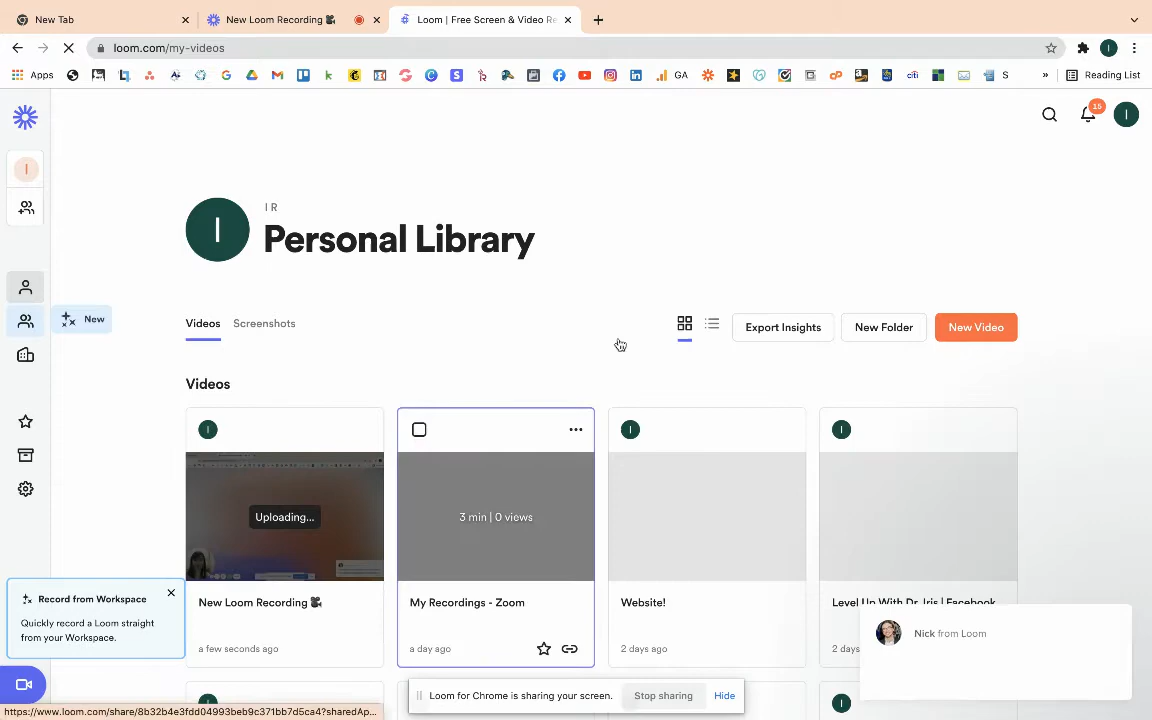 New Tab
New Loom Recording
Loom | Free Screen & Video Re
loom.com/my-videos
Apps
GA
citi
S
»
Reading List
I
I
15
I
I
I R
Personal Library
New
Videos
Screenshots
Export Insights
New Folder
New Video
Videos
I
I
I
Uploading...
3 min | 0 views
New Loom Recording
My Recordings - Zoom
Website!
Level Up With Dr. Iris | Facebook
a few seconds ago
a day ago
2 days ago
2 days
Record from Workspace
Quickly record a Loom straight
from your Workspace.
Nick from Loom
Loom for Chrome is sharing your screen.
Stop sharing
Hide
https://www.loom.com/share/8b32b4e3fdd04993beb9c371bb7d5ca4?sharedAp...